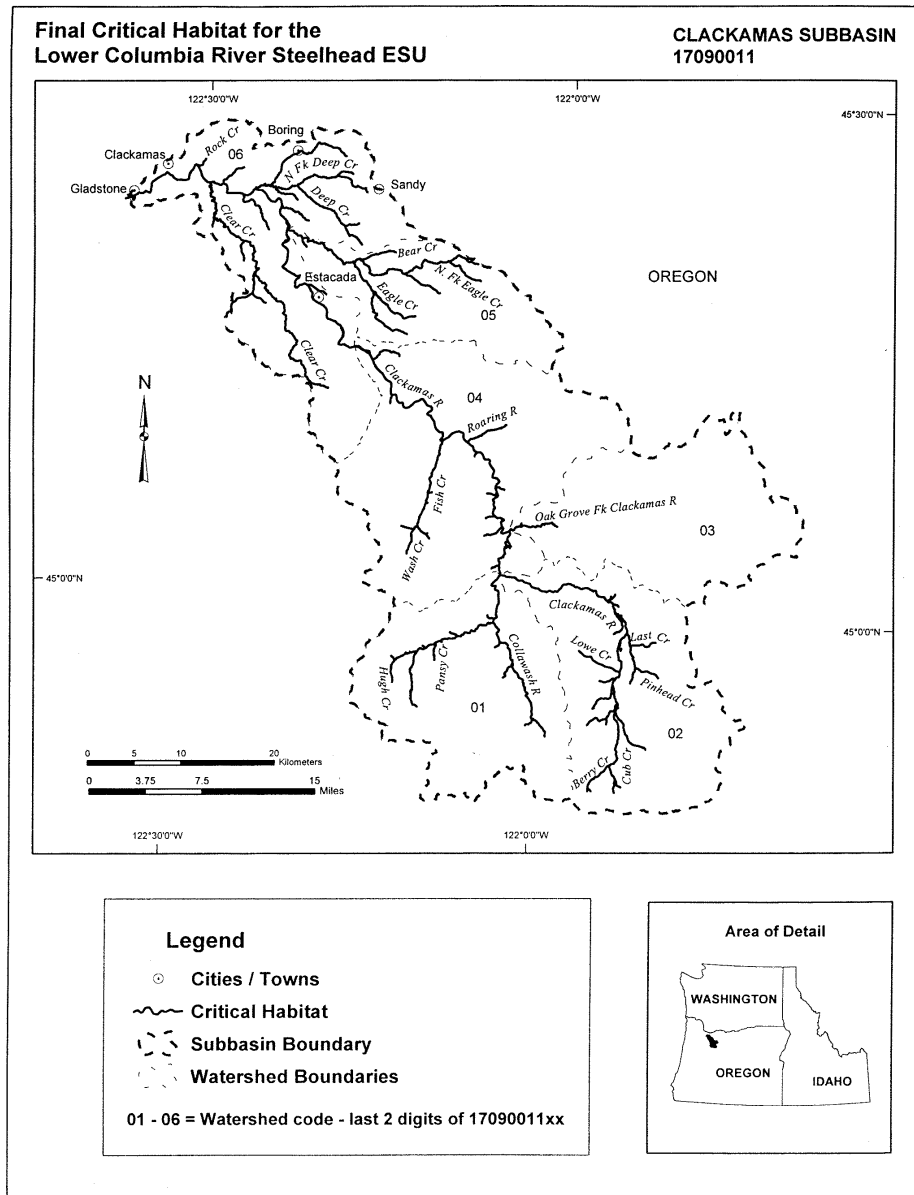 Final Critical Habitat for the
Lower Columbia River Steelhead ESU
CLACKAMAS SUBBASIN
17090011
122°30'0"W
122°0'0"W
45°30'0"N
Boring
Rock Cr
06
Clackamas
N Fk Deep Cr
Gladstone
Sandy
Deep Cr
Clear Cr
Bear Cr
N. Fk Eagle Cr
OREGON
Estacada
Eagle Cr
05
Clear Cr
Clackamas R
04
N
Roaring R
Fish Cr
Oak Grove Fk Clackamas R
03
Wash Cr
45°0'0"N
Clackamas R
45°0'0"N
Last Cr
Lowe Cr
Collawash R
Pansy Cr
Hugh Cr
Pinhead Cr
01
02
Cub Cr
Berry Cr
0 5 10 20
Kilometers
0 3.75 7.5 15
Miles
122°30'0"W
122°0'0"W
Legend
Cities / Towns
Critical Habitat
Subbasin Boundary
Watershed Boundaries
01 - 06 = Watershed code - last 2 digits of 17090011xx
Area of Detail
WASHINGTON
OREGON
IDAHO